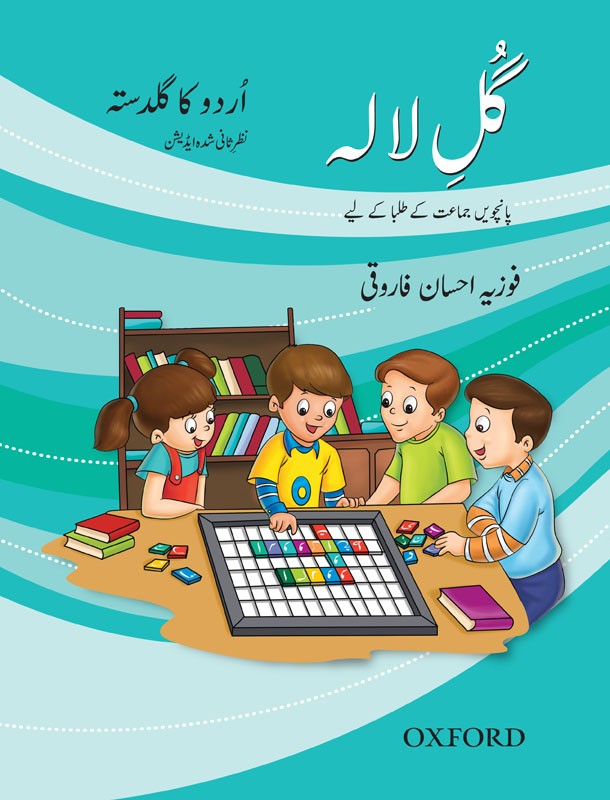 گُلِ لالہ
اُردو کا گلدستہ
نظرِ ثانی شدہ ایڈیشن
پانچویں جماعت کے طلبا کے لیے
فوزیہ احسان فاروقی
OXFORD